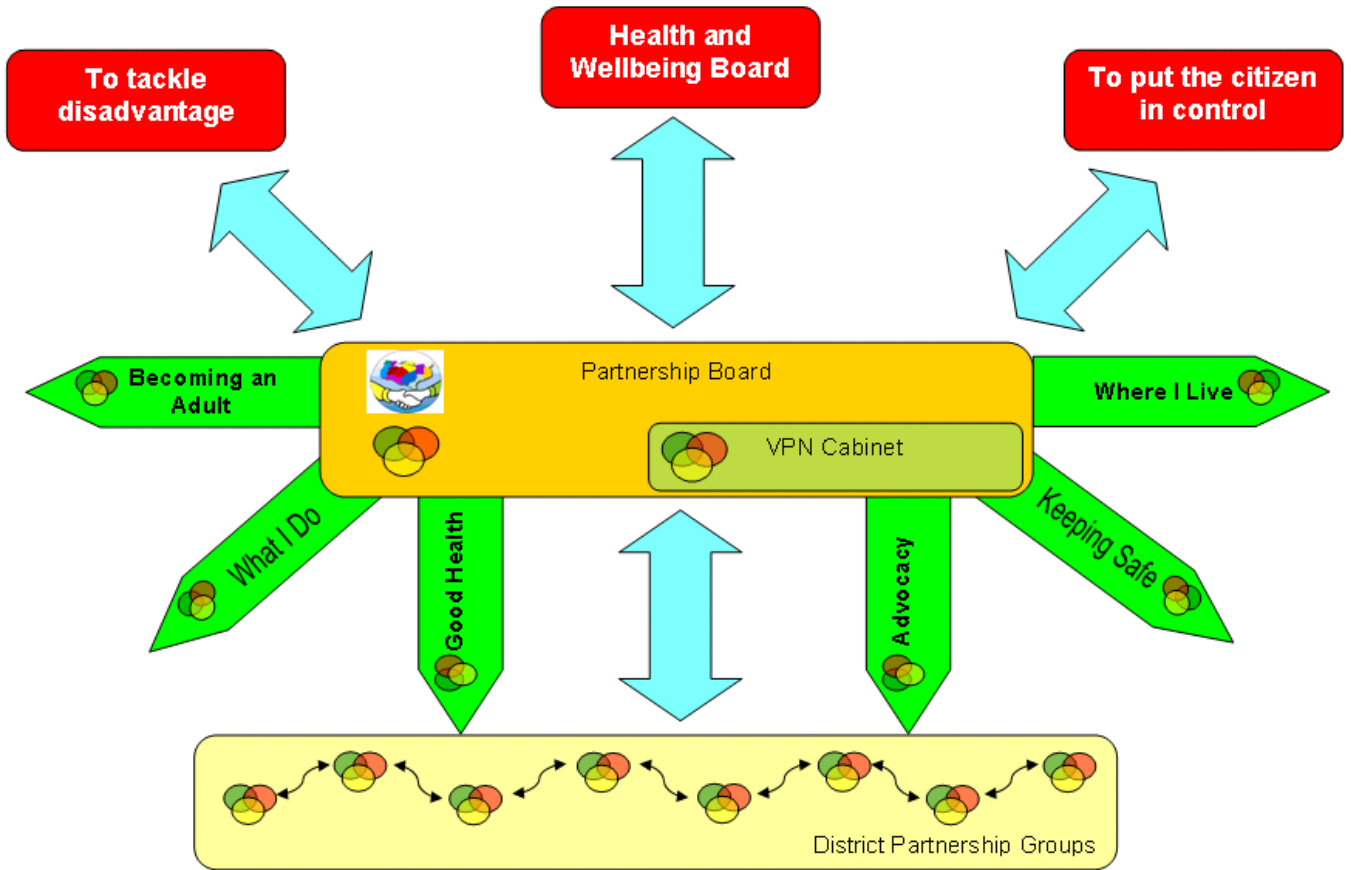 Health and
Wellbeing Board
To tackle
disadvantage
To put the citizen
in control
Partnership Board
VPN Cabinet
Becoming an
Adult
Where I Live
What I Do
Good Health
Advocacy
Keeping Safe
District Partnership Groups